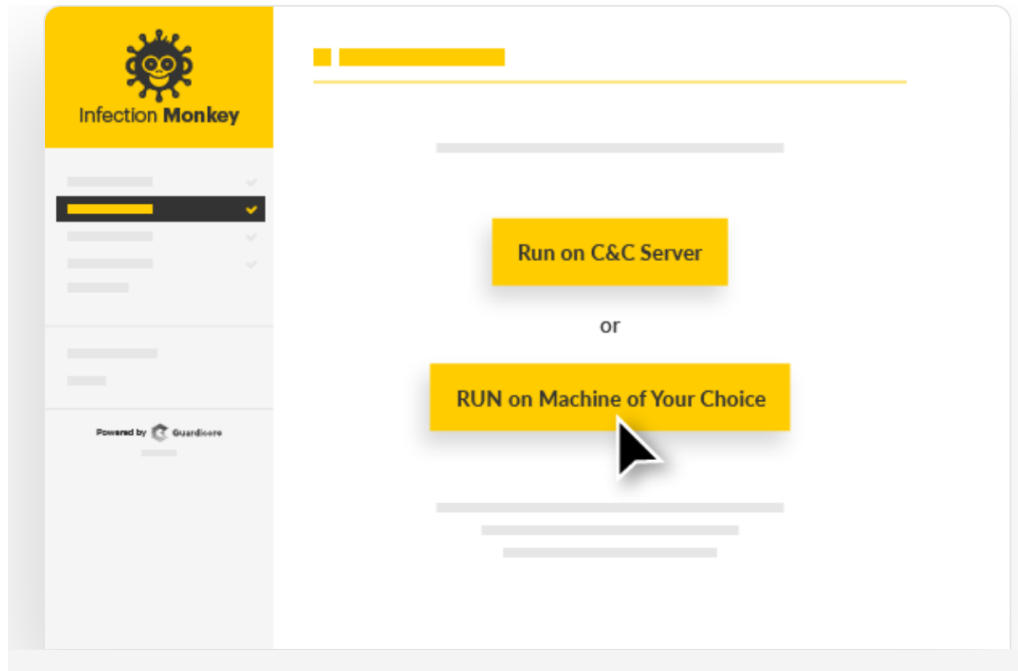 Infection Monkey
Run on C&C Server
or
RUN on Machine of Your Choice
Powered by Guardicore